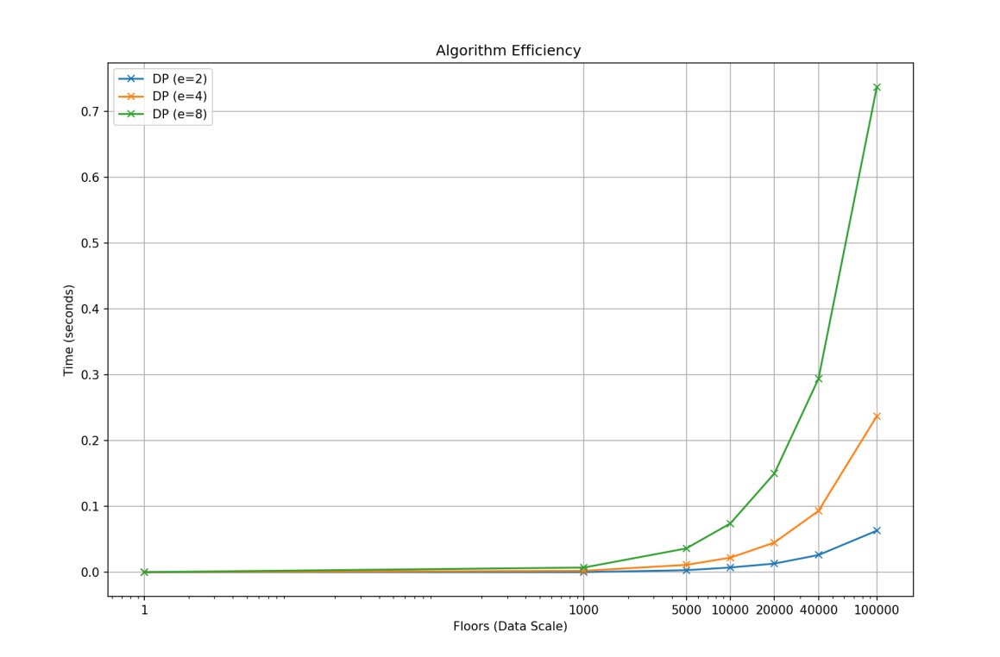 Algorithm Efficiency
DP (e=2)
DP (e=4)
DP (e=8)
0.7
0.6
0.5
0.4
0.3
0.2
0.1
0.0
Time (seconds)
1 1000 5000 10000 20000 40000 100000
Floors (Data Scale)